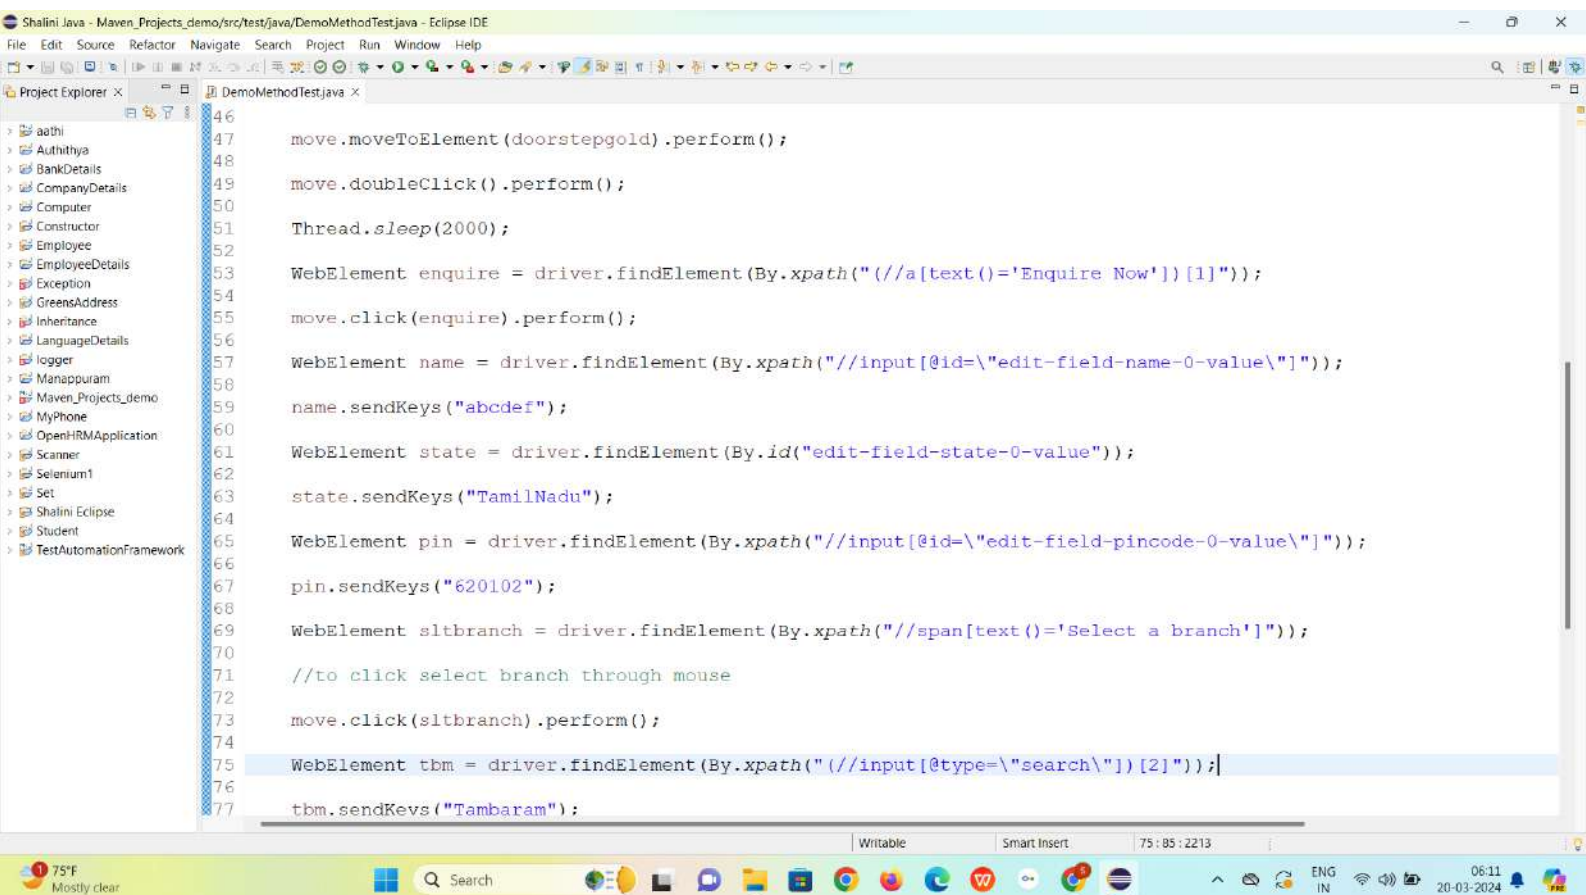 Shalini Java - Maven_Projects_demo/src/test/java/DemoMethodTest.java - Eclipse IDE
File Edit Source Refactor Navigate Search Project Run Window Help
Project Explorer
DemoMethodTest.java
aathi
Authithya
BankDetails
CompanyDetails
Computer
Constructor
Employee
EmployeeDetails
Exception
GreensAddress
Inheritance
LanguageDetails
logger
Manappuram
Maven_Projects_demo
MyPhone
OpenHRMApplication
Scanner
Selenium1
Set
Shalini Eclipse
Student
TestAutomationFramework
46
47 move.moveToElement(doorstepgold).perform();
48
49 move.doubleClick().perform();
50
51 Thread.sleep(2000);
52
53 WebElement enquire = driver.findElement(By.xpath("(//a[text()='Enquire Now'])[1]"));
54
55 move.click(enquire).perform();
56
57 WebElement name = driver.findElement(By.xpath("//input[@id=\"edit-field-name-0-value\"]"));
58
59 name.sendKeys("abcdef");
60
61 WebElement state = driver.findElement(By.id("edit-field-state-0-value"));
62
63 state.sendKeys("TamilNadu");
64
65 WebElement pin = driver.findElement(By.xpath("//input[@id=\"edit-field-pincode-0-value\"]"));
66
67 pin.sendKeys("620102");
68
69 WebElement sltbranch = driver.findElement(By.xpath("//span[text()='Select a branch']"));
70
71 //to click select branch through mouse
72
73 move.click(sltbranch).perform();
74
75 WebElement tbm = driver.findElement(By.xpath("(//input[@type=\"search\"])[2]"));
76
77 tbm.sendKeys("Tambaram");
Writable Smart Insert 75 : 85 : 2213
1
75°F
Mostly clear
Search
ENG
IN
06:11
20-03-2024
PRE